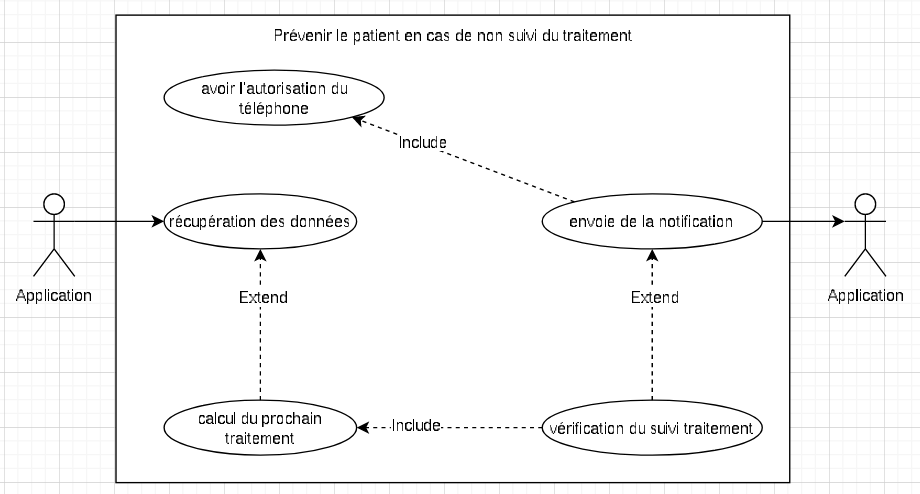 Prévenir le patient en cas de non suivi du traitement
avoir l'autorisation du
téléphone
Include
récupération des données
envoie de la notification
Application
Extend
Extend
Application
calcul du prochain
traitement
Include
vérification du suivi traitement